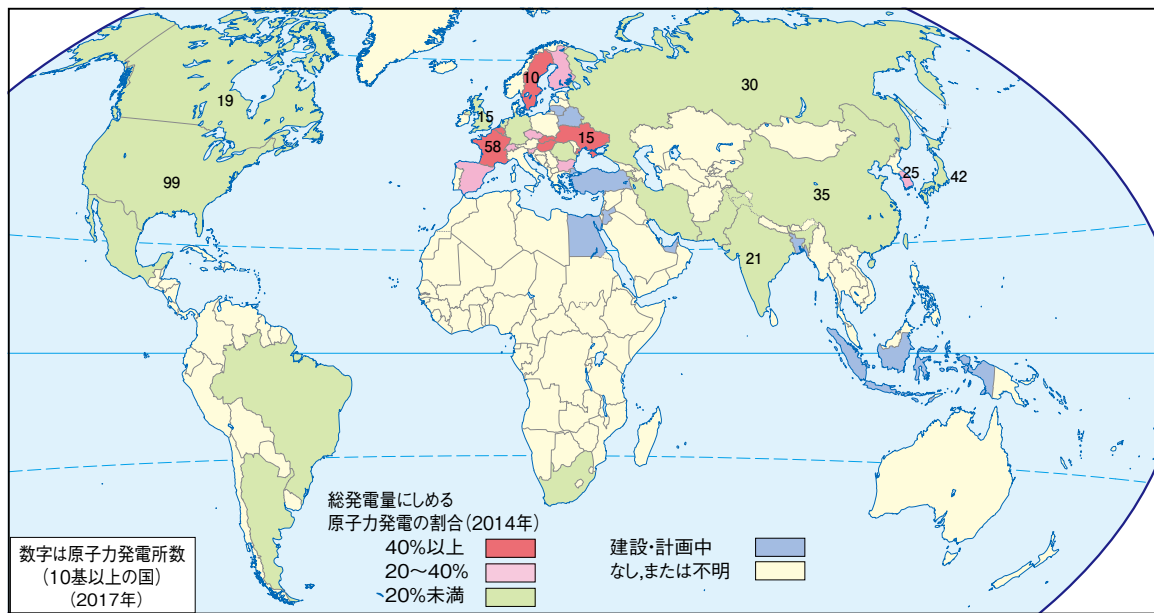 10
30
19
15
15
58
25
42
99
35
21
総発電量にしめる
原子力発電の割合(2014年)
40%以上
20〜40%
20%未満
建設・計画中
なし,または不明
数字は原子力発電所数
(10基以上の国)
(2017年)